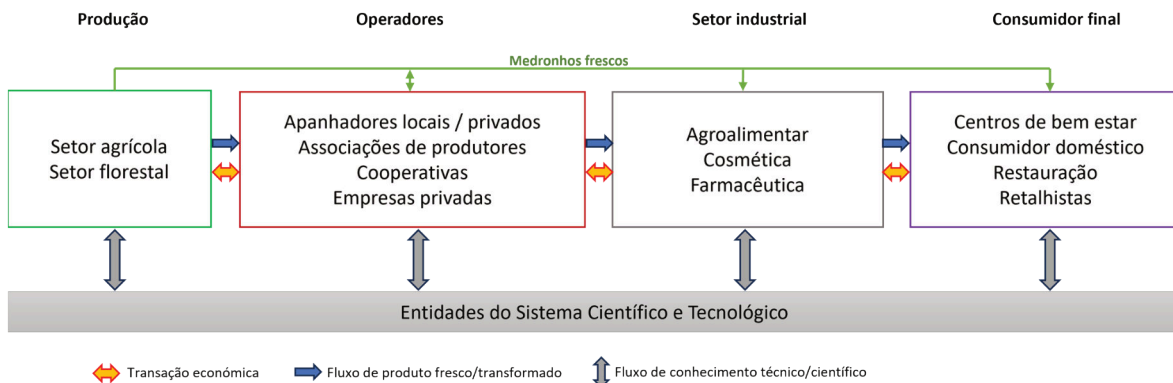 Produção
Operadores
Setor industrial
Consumidor final
Medronhos frescos
Setor agrícola
Setor florestal
Apanhadores locais / privados
Associações de produtores
Cooperativas
Empresas privadas
Agroalimentar
Cosmética
Farmacêutica
Centros de bem estar
Consumidor doméstico
Restauração
Retalhistas
Entidades do Sistema Científico e Tecnológico
Transação económica
Fluxo de produto fresco/transformado
Fluxo de conhecimento técnico/científico